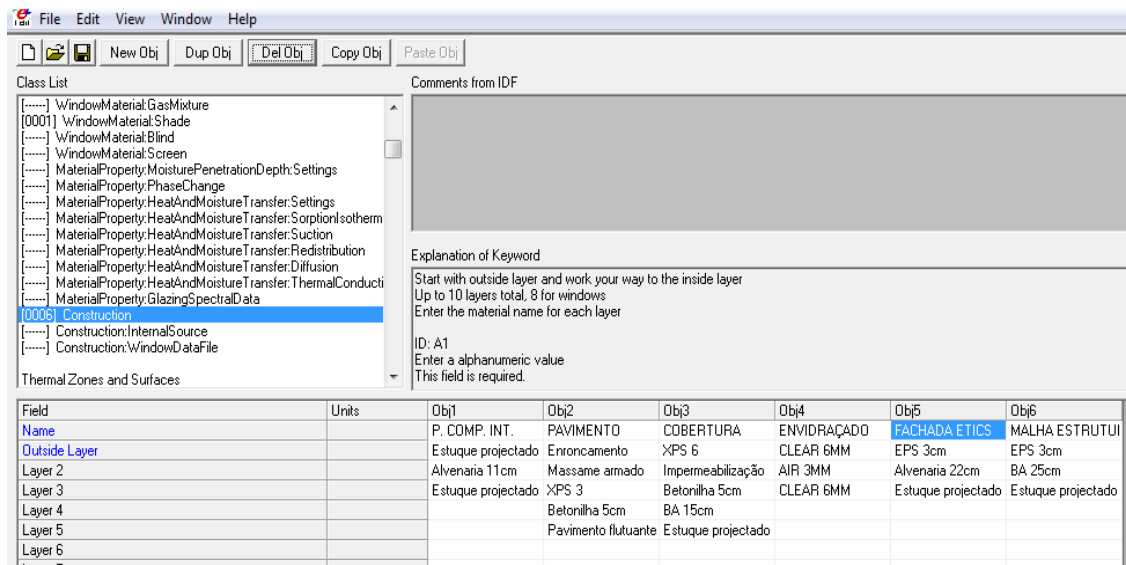 File Edit View Window Help
New Obj Dup Obj Del Obj Copy Obj Paste Obj
Class List
[------] WindowMaterial:GasMixture
[0001] WindowMaterial:Shade
[------] WindowMaterial:Blind
[------] WindowMaterial:Screen
[------] MaterialProperty:MoisturePenetrationDepth:Settings
[------] MaterialProperty:PhaseChange
[------] MaterialProperty:HeatAndMoistureTransfer:Settings
[------] MaterialProperty:HeatAndMoistureTransfer:SorptionIsotherm
[------] MaterialProperty:HeatAndMoistureTransfer:Suction
[------] MaterialProperty:HeatAndMoistureTransfer:Redistribution
[------] MaterialProperty:HeatAndMoistureTransfer:Diffusion
[------] MaterialProperty:HeatAndMoistureTransfer:ThermalConducti
[------] MaterialProperty:GlazingSpectralData
[0006] Construction
[------] Construction:InternalSource
[------] Construction:WindowDataFile
Thermal Zones and Surfaces
Comments from IDF
Explanation of Keyword
Start with outside layer and work your way to the inside layer
Up to 10 layers total, 8 for windows
Enter the material name for each layer
ID: A1
Enter a alphanumeric value
This field is required.
Field Units Obj1 Obj2 Obj3 Obj4 Obj5 Obj6
Name P. COMP. INT. PAVIMENTO COBERTURA ENVIDRAÇADO FACHADA ETICS MALHA ESTRUTUI
Outside Layer Estuque projectado Enroncamento XPS 6 CLEAR 6MM EPS 3cm EPS 3cm
Layer 2 Alvenaria 11cm Massame armado Impermeabilização AIR 3MM Alvenaria 22cm BA 25cm
Layer 3 Estuque projectado XPS 3 Betonilha 5cm CLEAR 6MM Estuque projectado Estuque projectado
Layer 4 Betonilha 5cm BA 15cm
Layer 5 Pavimento flutuante Estuque projectado
Layer 6